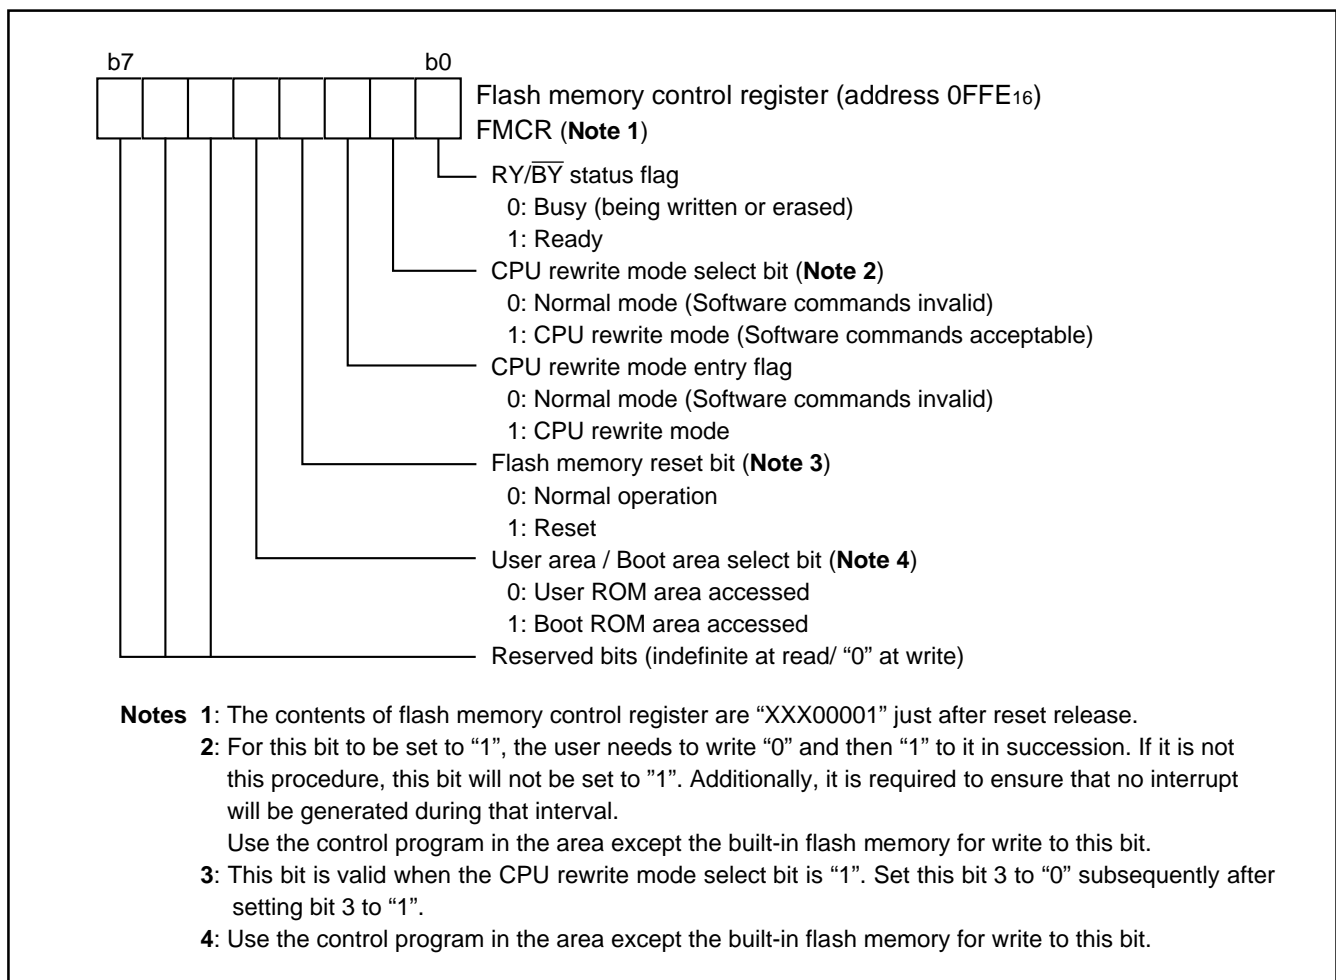 b7 b0
Flash memory control register (address 0FFE16)
FMCR (Note 1)
RY/BY status flag
0: Busy (being written or erased)
1: Ready
CPU rewrite mode select bit (Note 2)
0: Normal mode (Software commands invalid)
1: CPU rewrite mode (Software commands acceptable)
CPU rewrite mode entry flag
0: Normal mode (Software commands invalid)
1: CPU rewrite mode
Flash memory reset bit (Note 3)
0: Normal operation
1: Reset
User area / Boot area select bit (Note 4)
0: User ROM area accessed
1: Boot ROM area accessed
Reserved bits (indefinite at read/ “0” at write)
Notes 1: The contents of flash memory control register are “XXX00001” just after reset release.
2: For this bit to be set to “1”, the user needs to write “0” and then “1” to it in succession. If it is not
this procedure, this bit will not be set to ”1”. Additionally, it is required to ensure that no interrupt
will be generated during that interval.
Use the control program in the area except the built-in flash memory for write to this bit.
3: This bit is valid when the CPU rewrite mode select bit is “1”. Set this bit 3 to “0” subsequently after
setting bit 3 to “1”.
4: Use the control program in the area except the built-in flash memory for write to this bit.